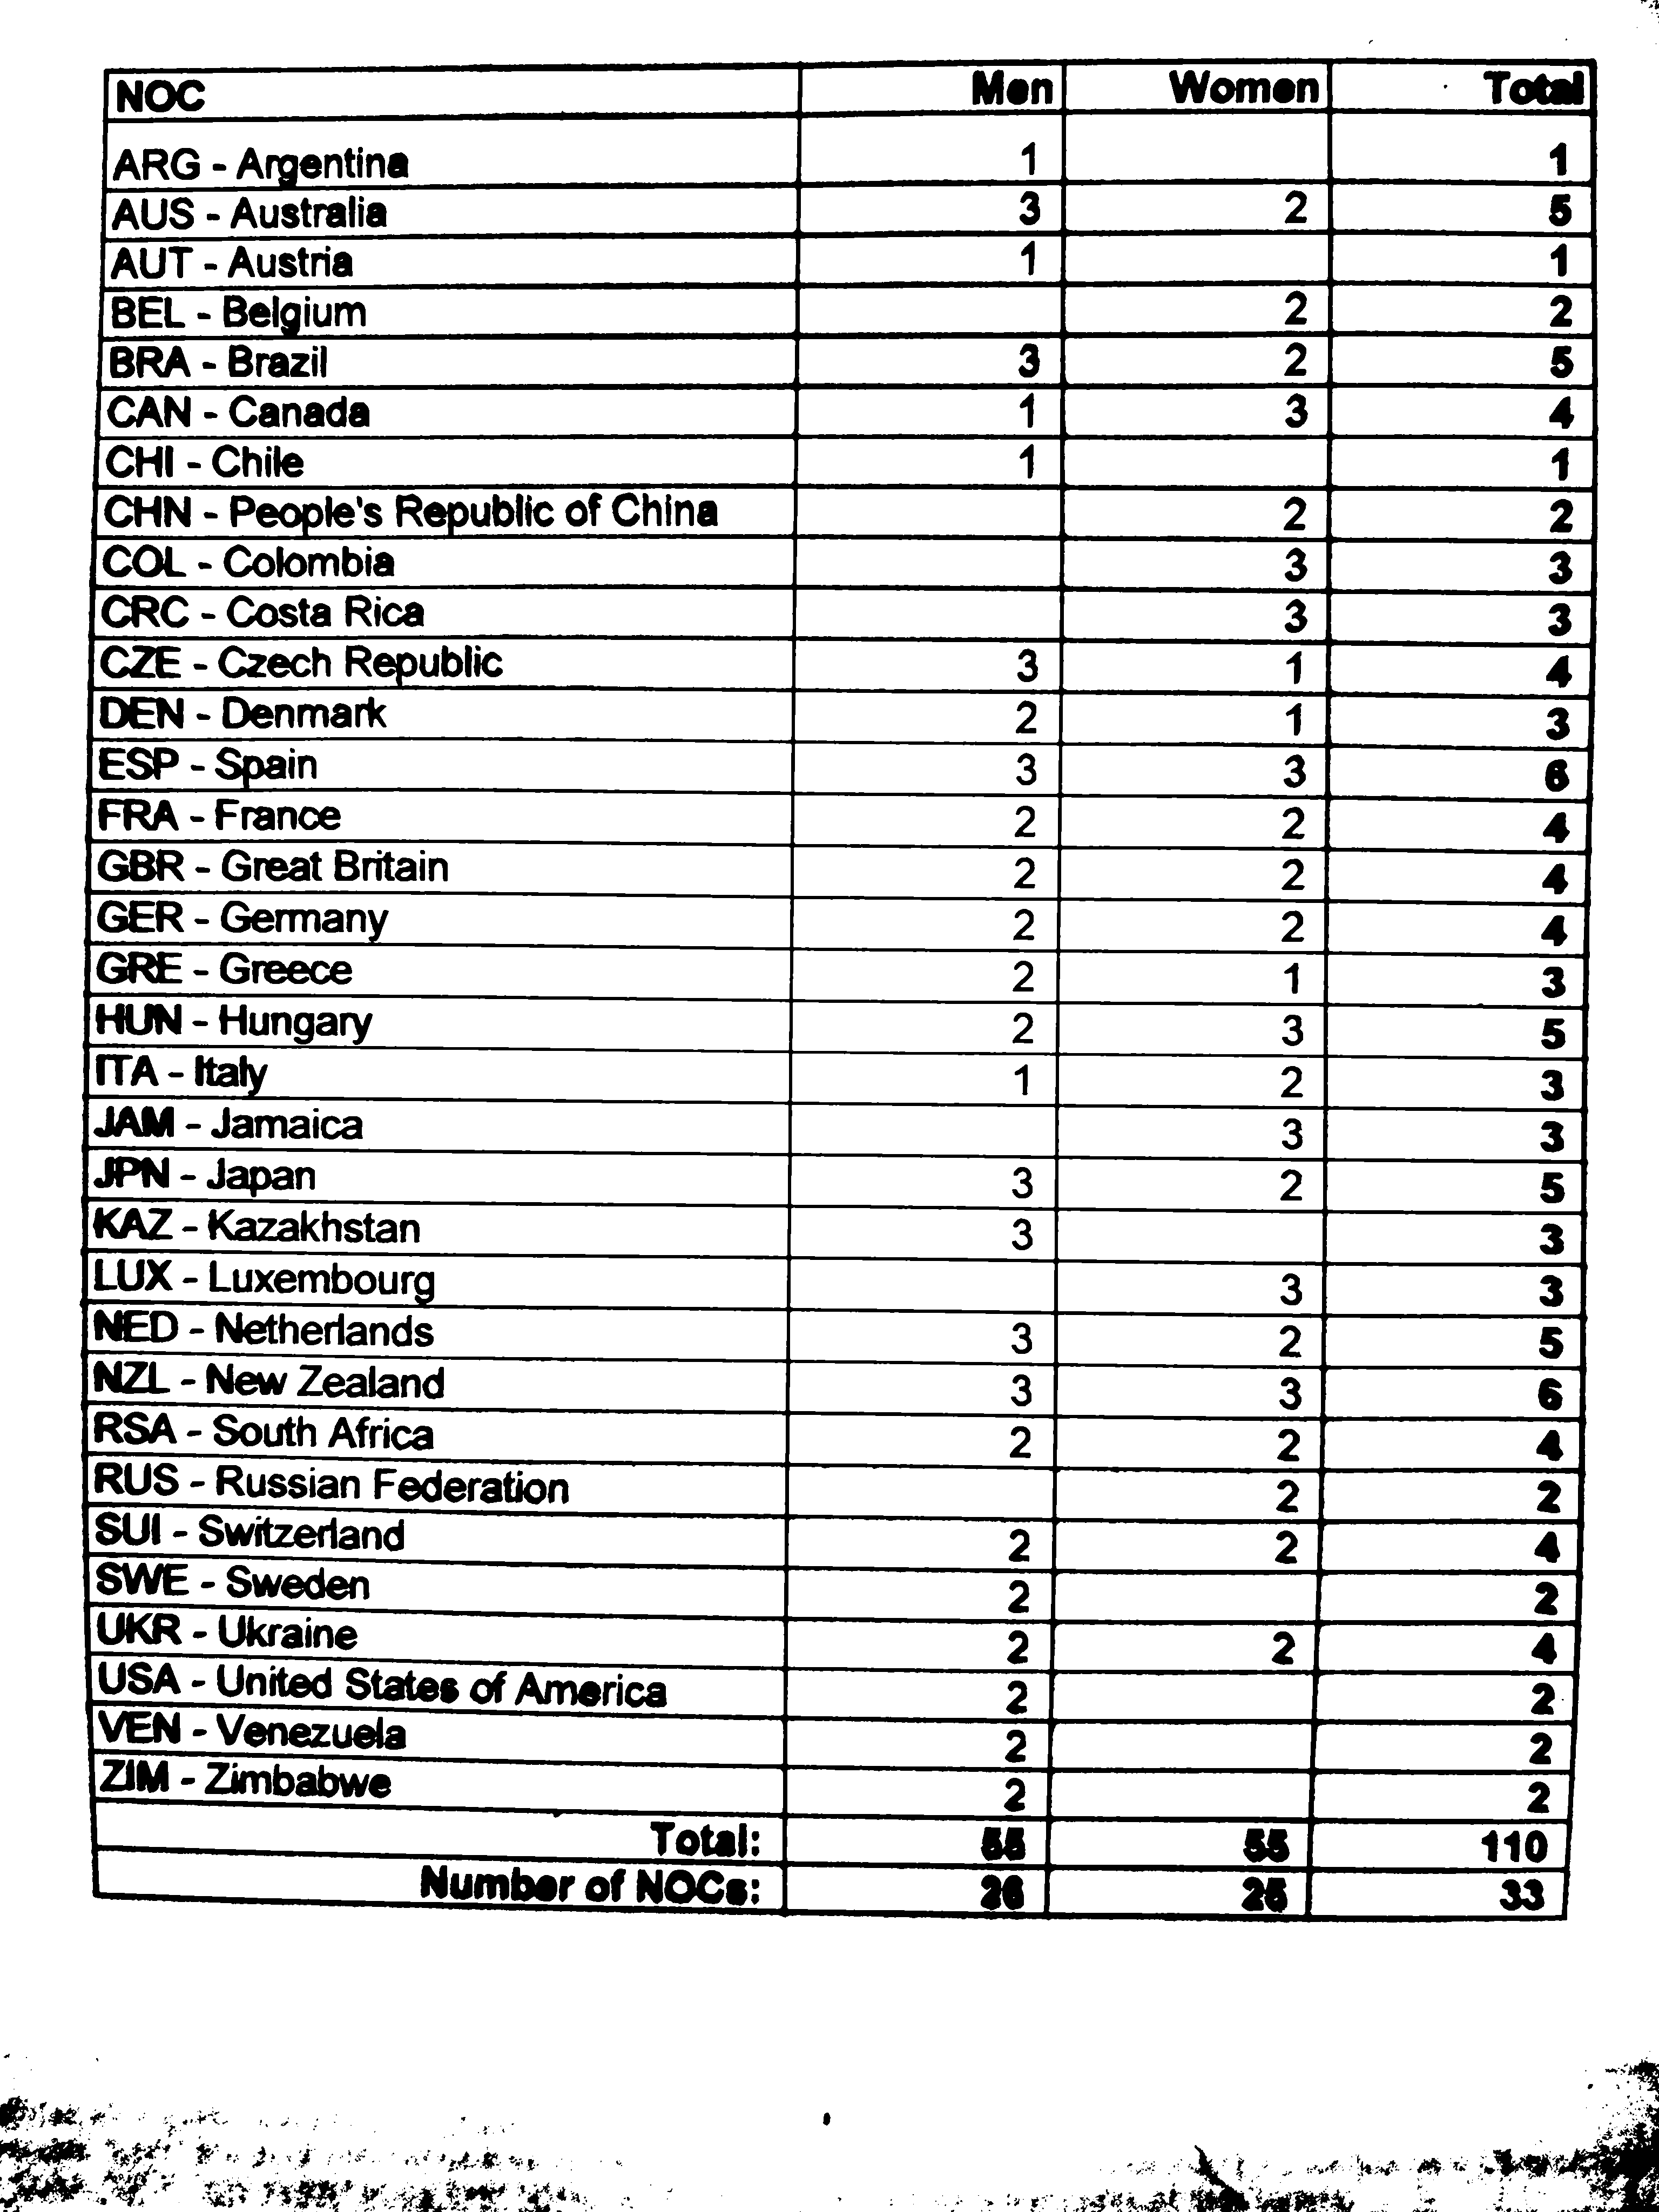 NOC Men Women Total
ARG - Argentina 1 1
AUS - Australia 3 2 5
AUT - Austria 1 1
BEL - Belgium 2 2
BRA - Brazil 3 2 5
CAN - Canada 1 3 4
CHI - Chile 1 1
CHN - People's Republic of China 2 2
COL - Colombia 3 3
CRC - Costa Rica 3 3
CZE - Czech Republic 3 1 4
DEN - Denmark 2 1 3
ESP - Spain 3 3 6
FRA - France 2 2 4
GBR - Great Britain 2 2 4
GER - Germany 2 2 4
GRE - Greece 2 1 3
HUN - Hungary 2 3 5
ITA - Italy 1 2 3
JAM - Jamaica 3 3
JPN - Japan 3 2 5
KAZ - Kazakhstan 3 3
LUX - Luxembourg 3 3
NED - Netherlands 3 2 5
NZL - New Zealand 3 3 6
RSA - South Africa 2 2 4
RUS - Russian Federation 2 2
SUI - Switzerland 2 2 4
SWE - Sweden 2 2
UKR - Ukraine 2 2 4
USA - United States of America 2 2
VEN - Venezuela 2 2
ZIM - Zimbabwe 2 2
Total: 55 55 110
Number of NOCs: 26 25 33